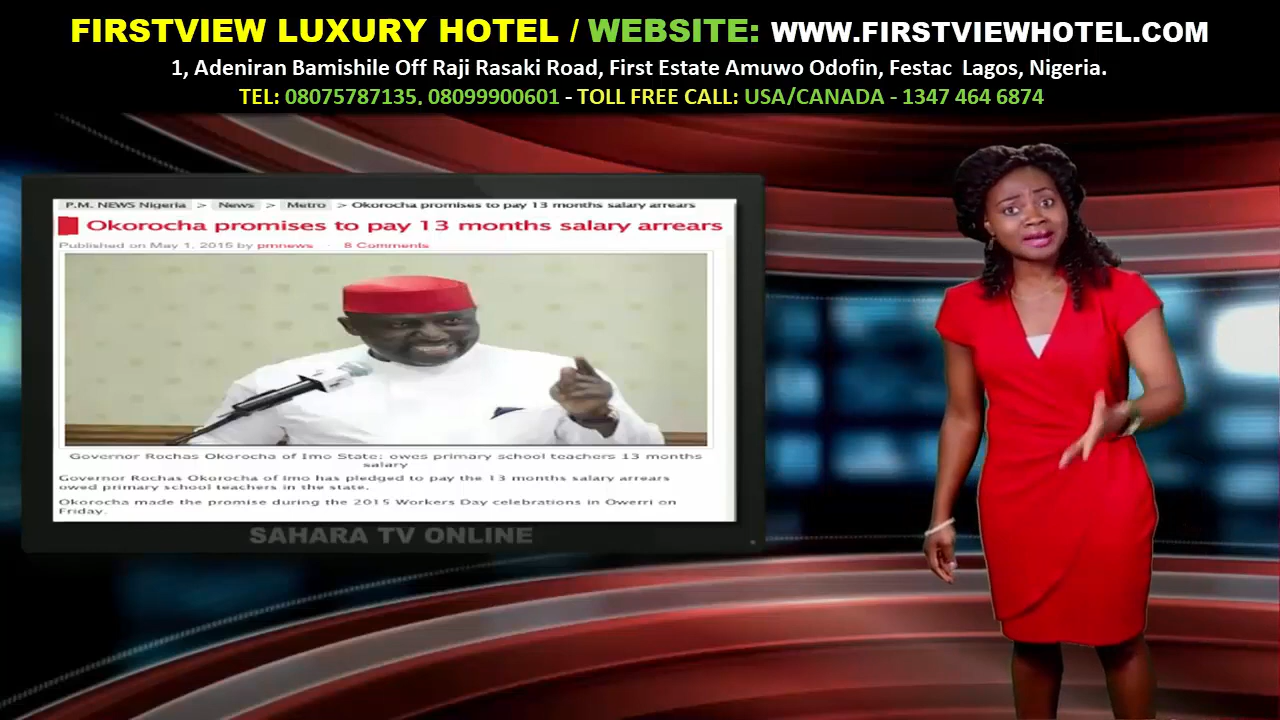 FIRSTVIEW LUXURY HOTEL / WEBSITE: WWW.FIRSTVIEWHOTEL.COM
1, Adeniran Bamishile Off Raji Rasaki Road, First Estate Amuwo Odofin, Festac Lagos, Nigeria.
TEL: 08075787135, 08099900601 - TOLL FREE CALL: USA/CANADA - 1347 464 6874
P.M. NEWS Nigeria > News > Metro > Okorocha promises to pay 13 months salary arrears
Okorocha promises to pay 13 months salary arrears
Published on May 1, 2015 by pmnews · 8 Comments
Governor Rochas Okorocha of Imo State: owes primary school teachers 13 months
salary
Governor Rochas Okorocha of Imo has pledged to pay the 13 months salary arrears
owed primary school teachers in the state.
Okorocha made the promise during the 2015 Workers Day celebrations in Owerri on
Friday.
SAHARA TV ONLINE